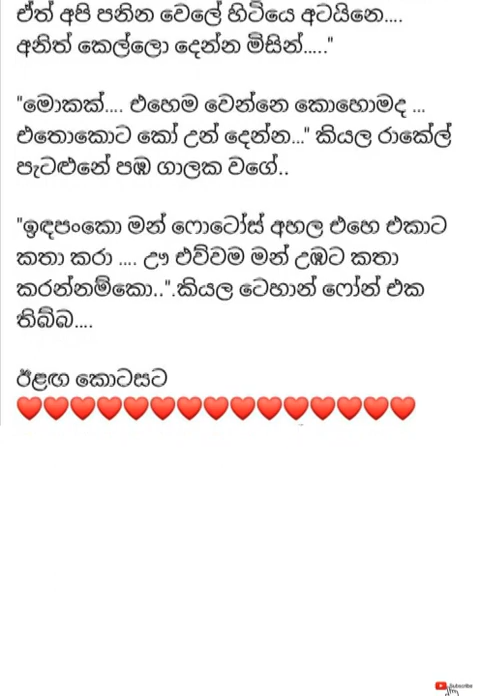 ඒත් අපි පනින වෙලේ හිටියෙ අටයිනෙ....
අනිත් කෙල්ලො දෙන්න මිසින්....."
"මොකක්.... එහෙම වෙන්නෙ කොහොමද ...
එතොකොට කෝ උන් දෙන්න..." කියල රාකේල්
පැටළුනේ පඹ ගාලක වගේ..
"ඉඳපංකො මන් ෆොටෝස් අහල එහෙ එකාට
කතා කරා .... ඌ එව්වම මන් උඹට කතා
කරන්නම්කො..".කියල ටෙහාන් ෆෝන් එක
තිබ්බ....
ඊළඟ කොටසට
❤️❤️❤️❤️❤️❤️❤️❤️❤️❤️❤️❤️❤️❤️❤️
Subscribe